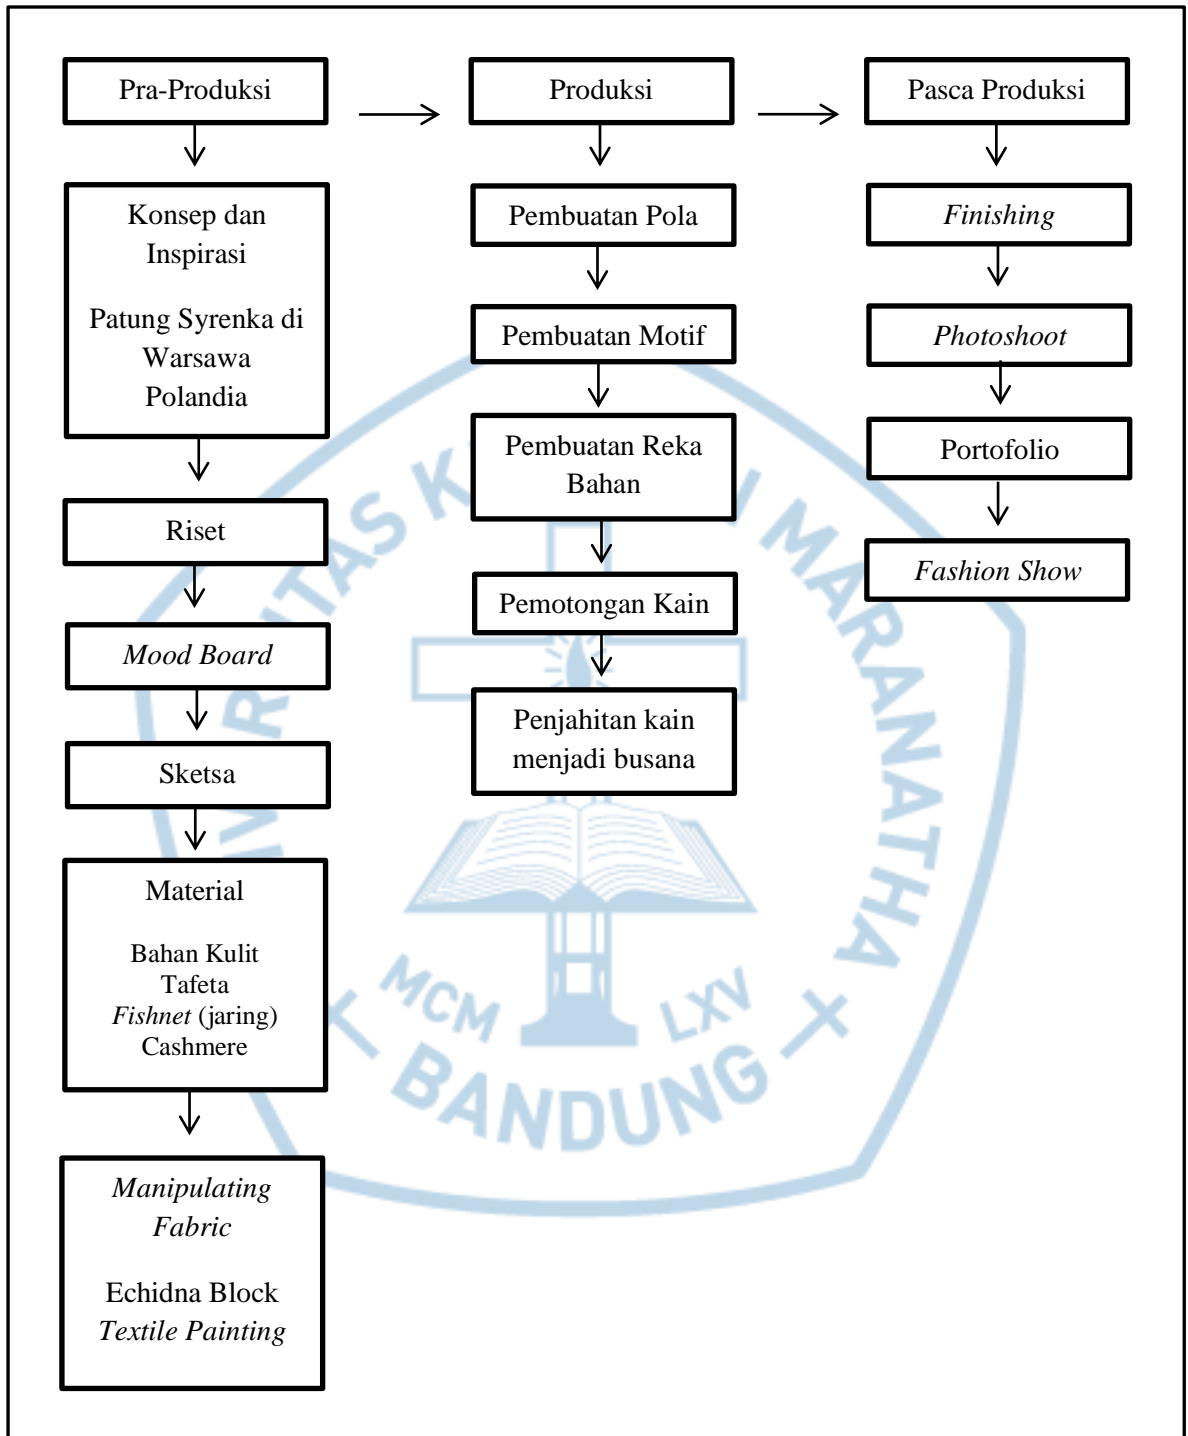 Pra-Produksi
Konsep dan
Inspirasi
Patung Syrenka di
Warsawa
Polandia
Riset
Mood Board
Sketsa
Material
Bahan Kulit
Tafeta
Fishnet (jaring)
Cashmere
Manipulating
Fabric
Echidna Block
Textile Painting
Produksi
Pembuatan Pola
Pembuatan Motif
Pembuatan Reka
Bahan
Pemotongan Kain
Penjahitan kain
menjadi busana
Pasca Produksi
Finishing
Photoshoot
Portofolio
Fashion Show
MARANATHA
MCM LXV
BANDUNG